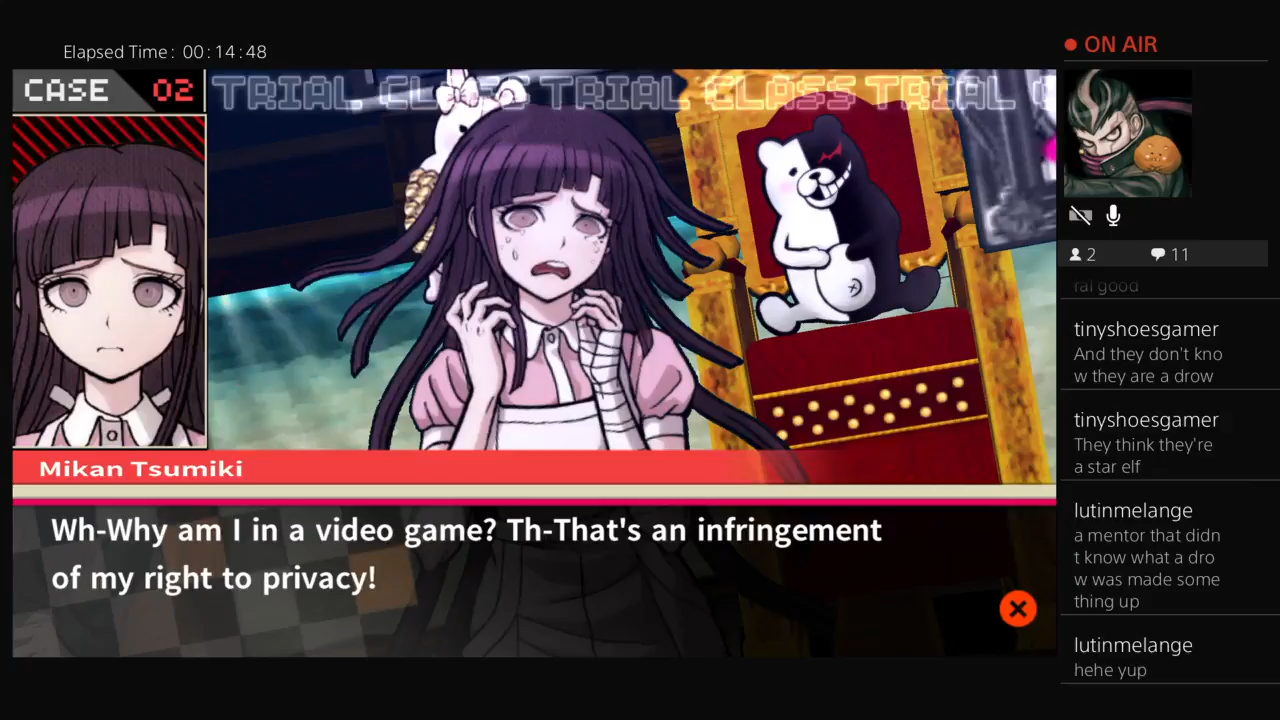 Elapsed Time: 00:14:48
ON AIR
CASE 02
TRIAL CLASS TRIAL CLASS TRIAL
2 11
ral good
tinyshoesgamer
And they don't kno
w they are a drow
tinyshoesgamer
They think they're
a star elf
lutinmelange
a mentor that didn
t know what a dro
w was made some
thing up
lutinmelange
hehe yup
Mikan Tsumiki
Wh-Why am I in a video game? Th-That's an infringement
of my right to privacy!